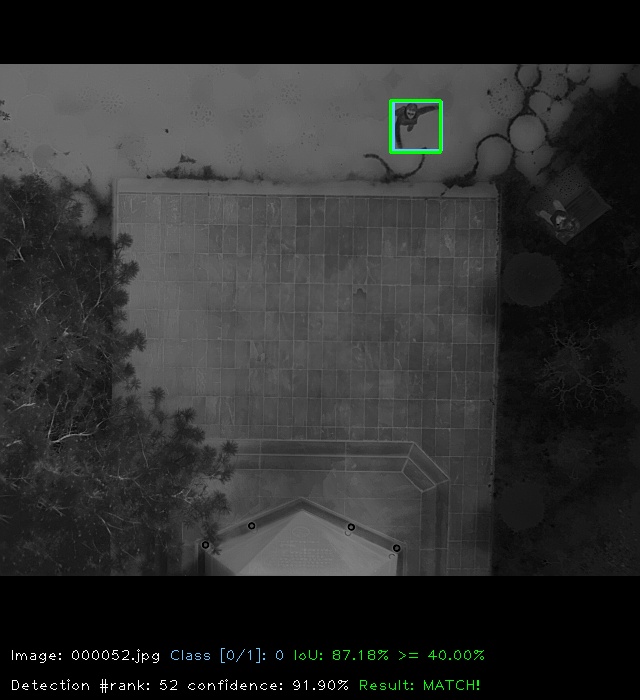 Image: 000052.jpg Class [0/1]: 0 IoU: 87.18% >= 40.00%
Detection #rank: 52 confidence: 91.90% Result: MATCH!